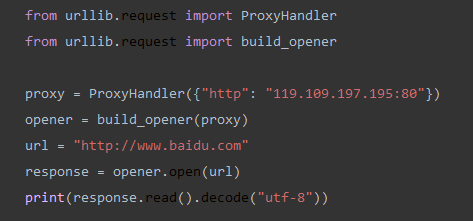 from urllib.request import ProxyHandler
from urllib.request import build_opener
proxy = ProxyHandler({"http": "119.109.197.195:80"})
opener = build_opener(proxy)
url = "http://www.baidu.com"
response = opener.open(url)
print(response.read().decode("utf-8"))